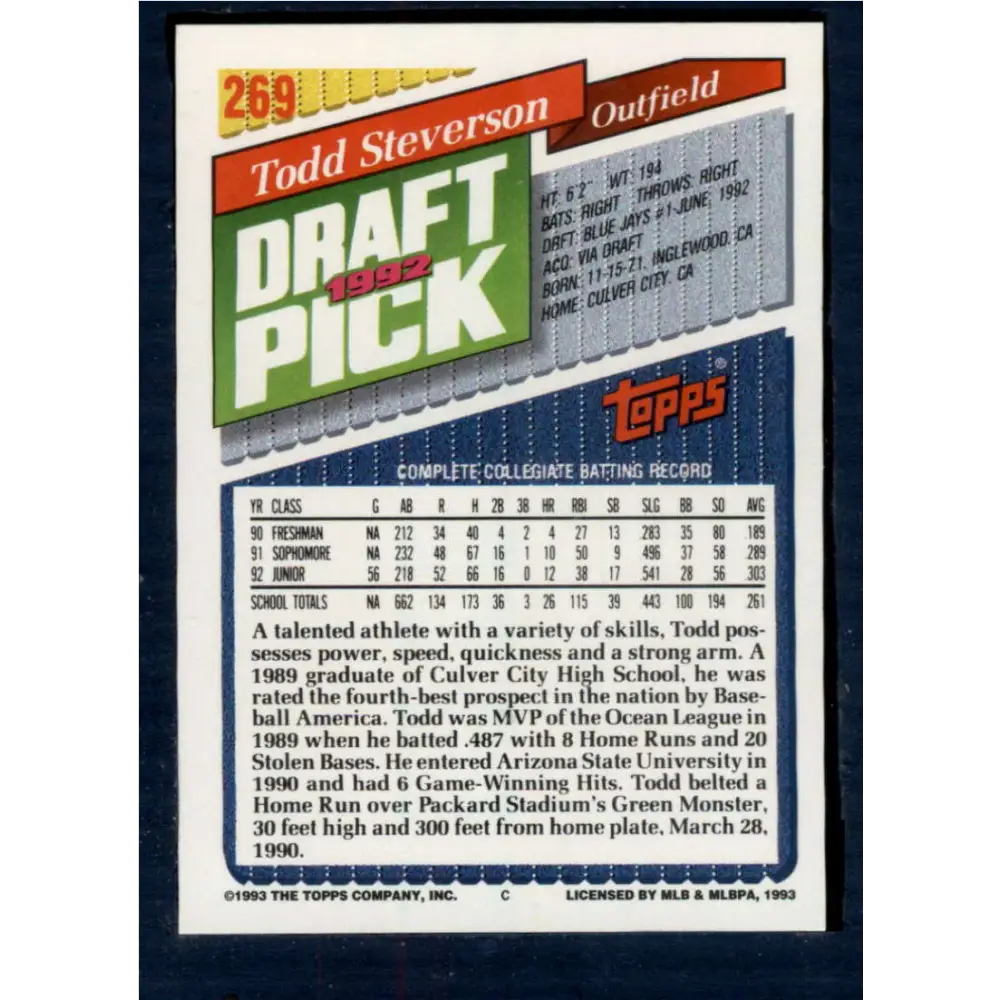 269
Todd Steverson
Outfield
DRAFT
1992
PICK
HT: 6'2" WT: 194
BATS: RIGHT THROWS: RIGHT
DRFT: BLUE JAYS #1-JUNE, 1992
ACQ: VIA DRAFT
BORN: 11-15-71, INGLEWOOD, CA
HOME: CULVER CITY, CA
Topps®
COMPLETE COLLEGIATE BATTING RECORD
YR CLASS G AB R H 2B 3B HR RBI SB SLG BB SO AVG
90 FRESHMAN NA 212 34 40 4 2 4 27 13 .283 35 80 .189
91 SOPHOMORE NA 232 48 67 16 1 10 50 9 .496 37 58 .289
92 JUNIOR 56 218 52 66 16 0 12 38 17 .541 28 56 .303
SCHOOL TOTALS NA 662 134 173 36 3 26 115 39 .443 100 194 .261
A talented athlete with a variety of skills, Todd pos-
sesses power, speed, quickness and a strong arm. A
1989 graduate of Culver City High School, he was
rated the fourth-best prospect in the nation by Base-
ball America. Todd was MVP of the Ocean League in
1989 when he batted .487 with 8 Home Runs and 20
Stolen Bases. He entered Arizona State University in
1990 and had 6 Game-Winning Hits. Todd belted a
Home Run over Packard Stadium's Green Monster,
30 feet high and 300 feet from home plate, March 28,
1990.
©1993 THE TOPPS COMPANY, INC. C LICENSED BY MLB & MLBPA, 1993